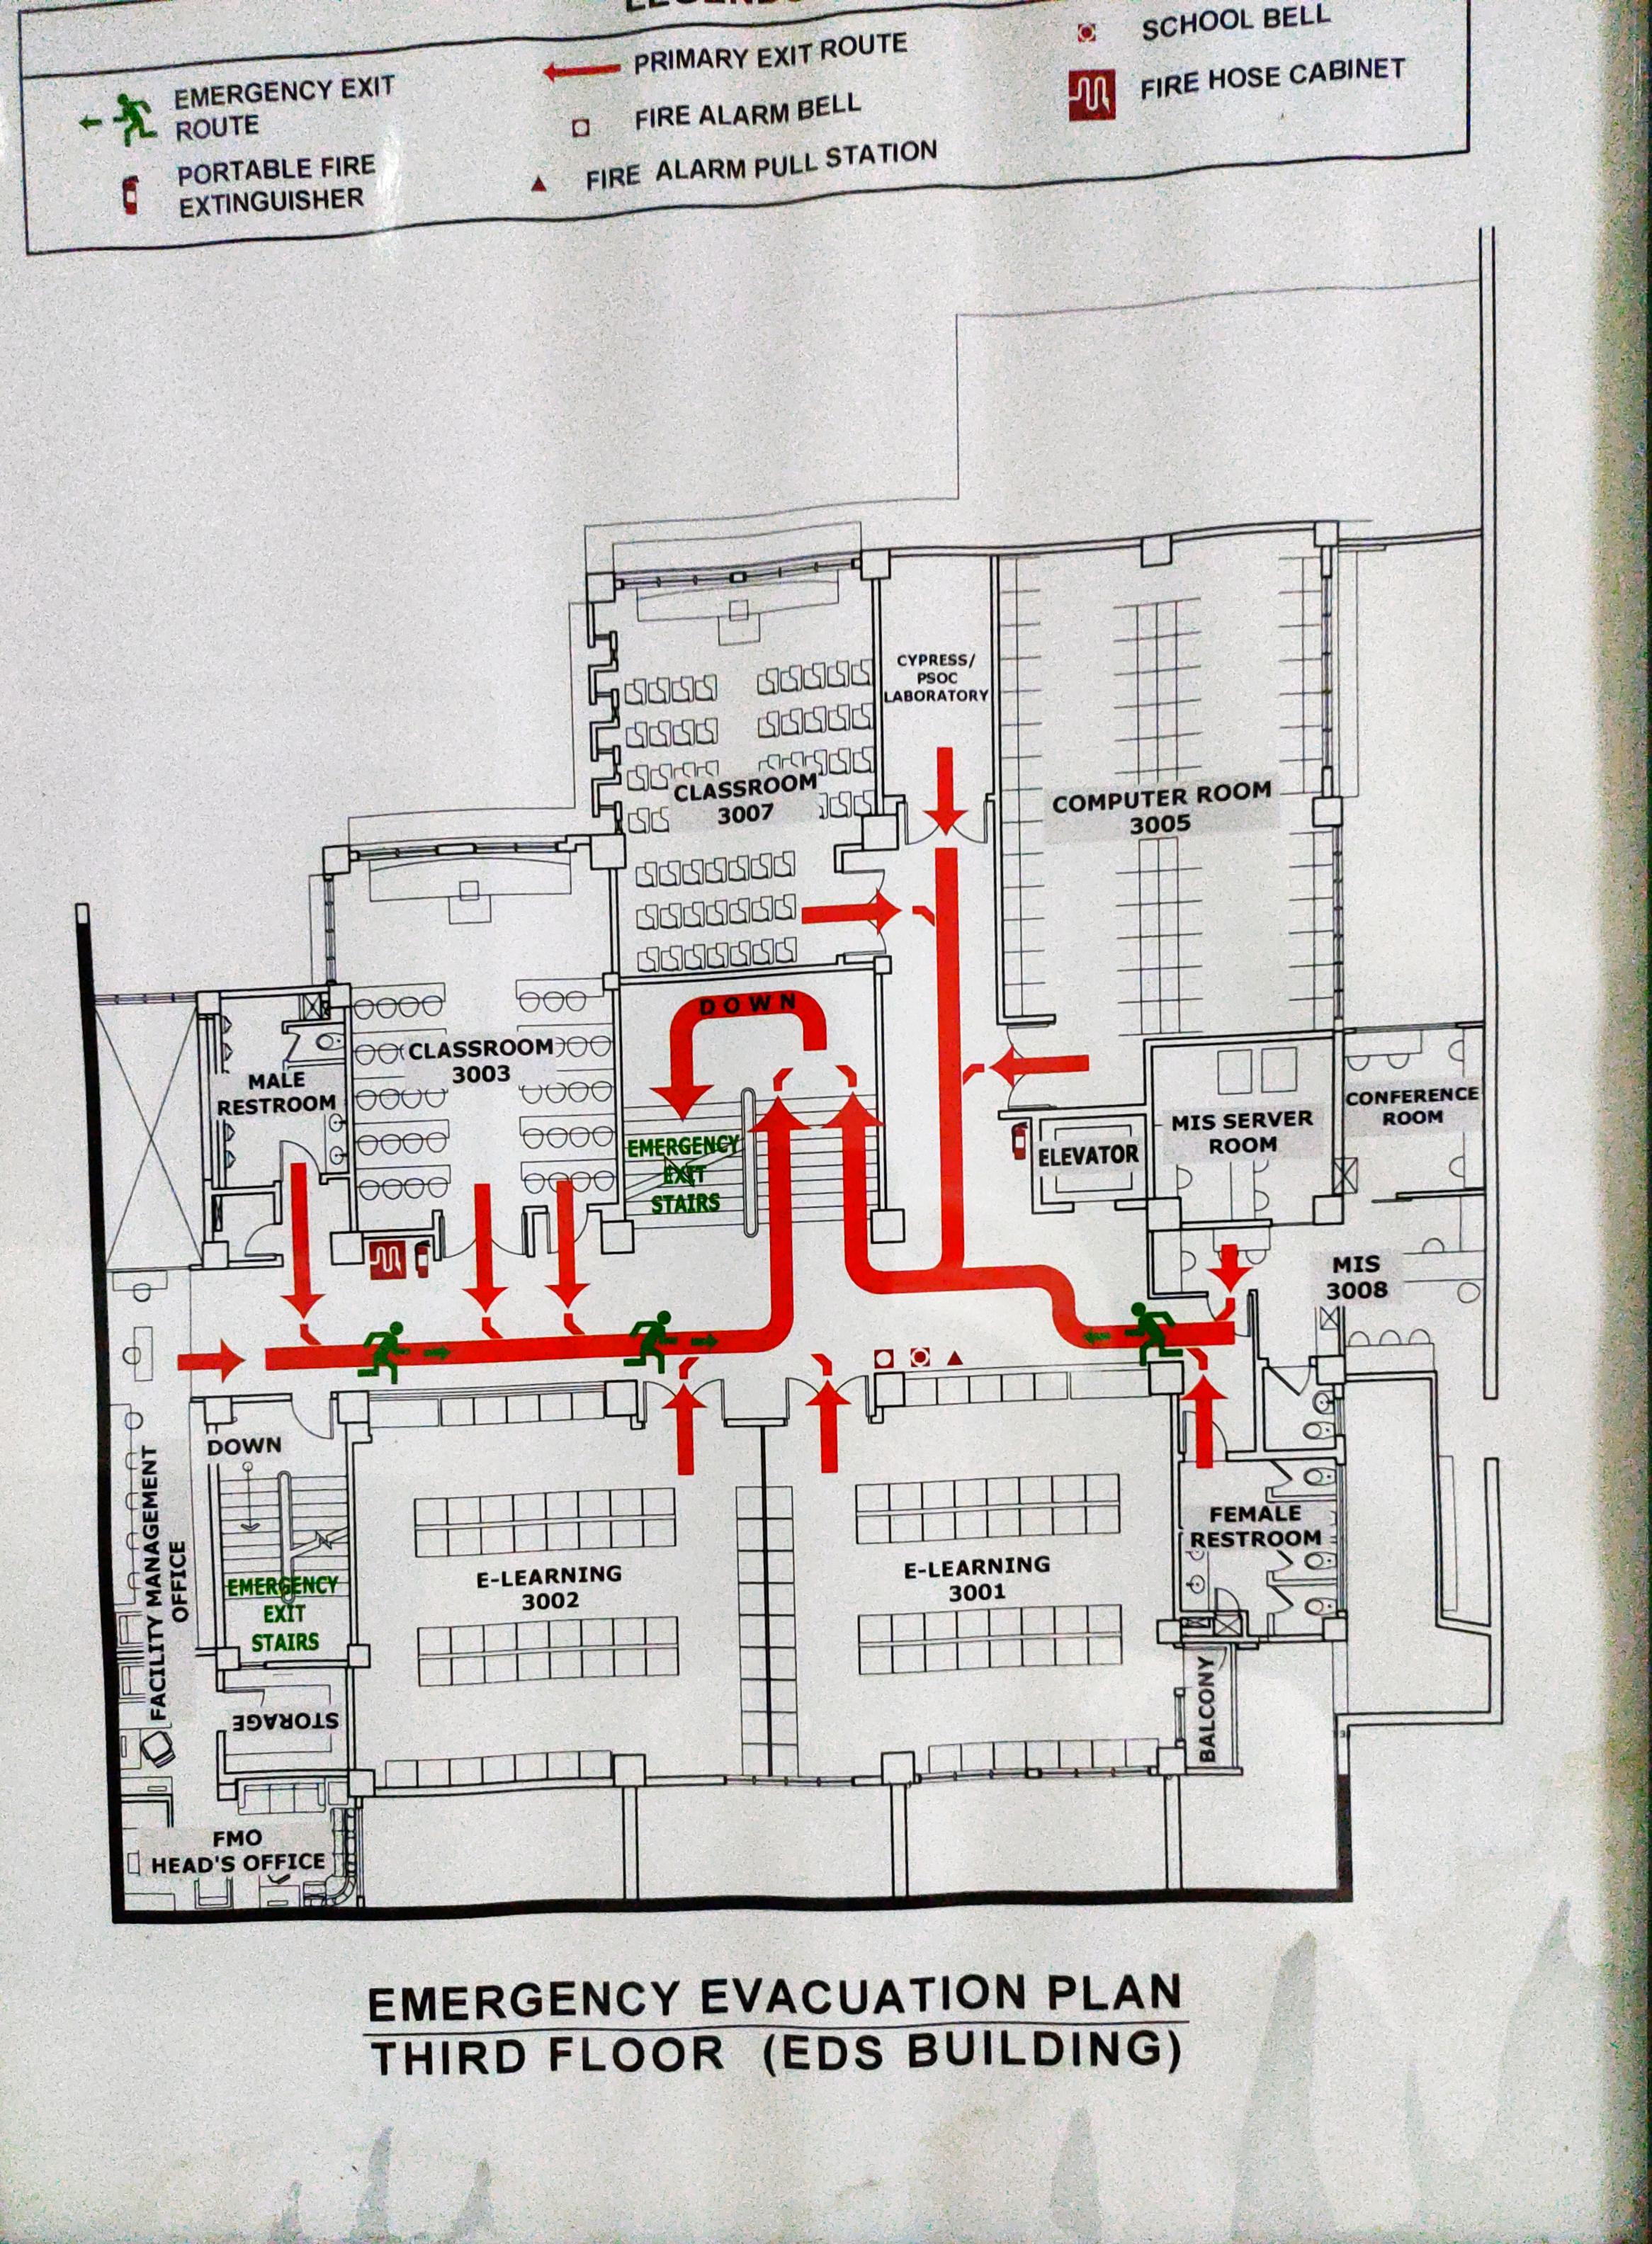 EMERGENCY EXIT
ROUTE
PORTABLE FIRE
EXTINGUISHER
PRIMARY EXIT ROUTE
FIRE ALARM BELL
FIRE ALARM PULL STATION
SCHOOL BELL
FIRE HOSE CABINET
CYPRESS/
PSOC
LABORATORY
CLASSROOM
3007
COMPUTER ROOM
3005
DOWN
CLASSROOM
3003
MALE
RESTROOM
EMERGENCY
EXIT
STAIRS
ELEVATOR
MIS SERVER
ROOM
CONFERENCE
ROOM
MIS
3008
DOWN
FACILITY MANAGEMENT
OFFICE
EMERGENCY
EXIT
STAIRS
E-LEARNING
3002
E-LEARNING
3001
FEMALE
RESTROOM
STORAGE
BALCONY
FMO
HEAD'S OFFICE
EMERGENCY EVACUATION PLAN
THIRD FLOOR (EDS BUILDING)